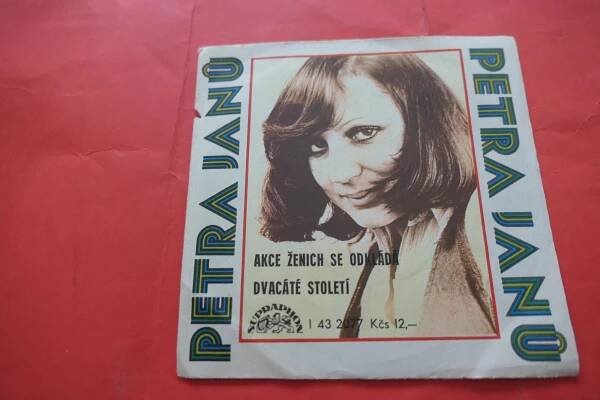 PETRA JANŮ
PETRA JANŮ
AKCE ŽENICH SE ODKLÁDÁ
DVACÁTÉ STOLETÍ
SUPRAPHON
1 43 2077 Kčs 12,—